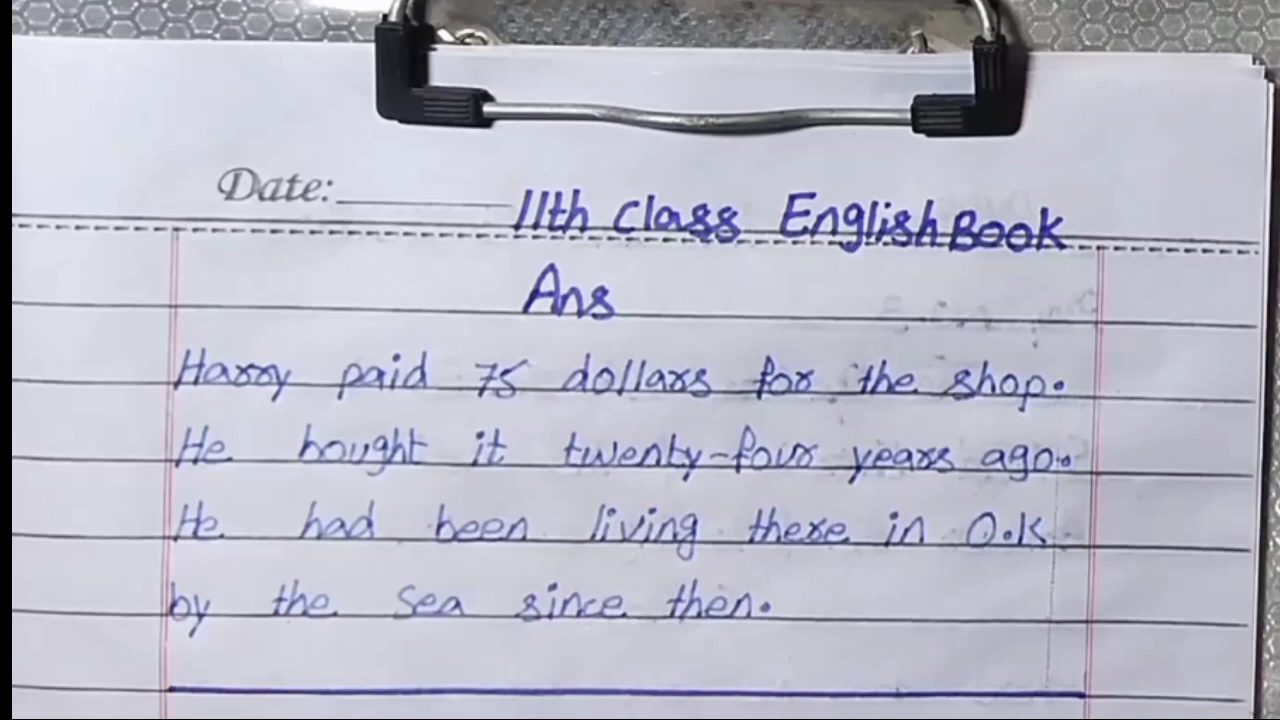 Date:
11th Class English Book
Ans
Harry paid 75 dollars for the shop.
He bought it twenty-four years ago.
He had been living there in O.K
by the sea since then.